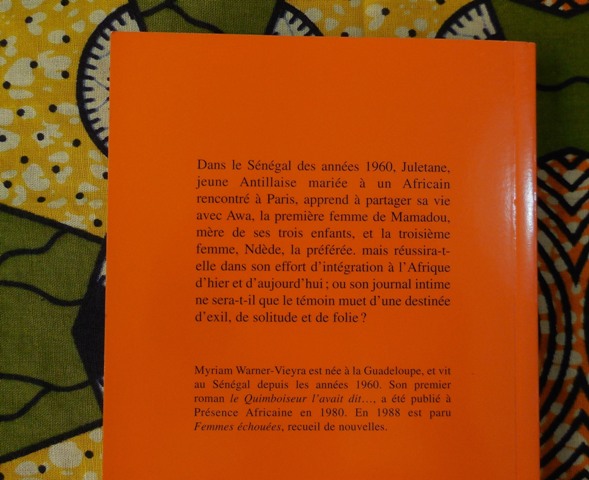 Dans le Sénégal des années 1960, Juletane,
jeune Antillaise mariée à un Africain
rencontré à Paris, apprend à partager sa vie
avec Awa, la première femme de Mamadou,
mère de ses trois enfants, et la troisième
femme, Ndède, la préférée. mais réussira-t-
elle dans son effort d'intégration à l'Afrique
d'hier et d'aujourd'hui ; ou son journal intime
ne sera-t-il que le témoin muet d'une destinée
d'exil, de solitude et de folie ?
Myriam Warner-Vieyra est née à la Guadeloupe, et vit
au Sénégal depuis les années 1960. Son premier
roman le Quimboiseur l'avait dit..., a été publié à
Présence Africaine en 1980. En 1988 est paru
Femmes échouées, recueil de nouvelles.